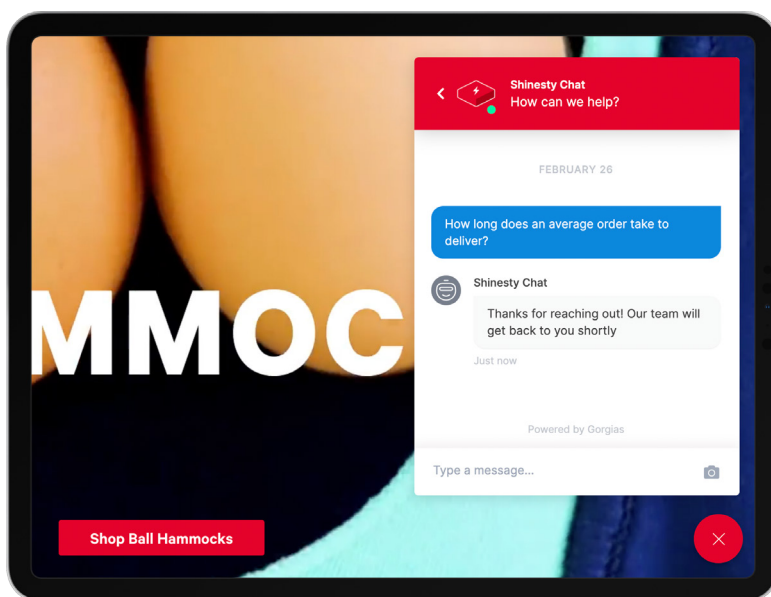 Shinesty Chat
How can we help?
FEBRUARY 26
How long does an average order take to
deliver?
Shinesty Chat
Thanks for reaching out! Our team will
get back to you shortly
Just now
Powered by Gorgias
Type a message...
MMOC
Shop Ball Hammocks